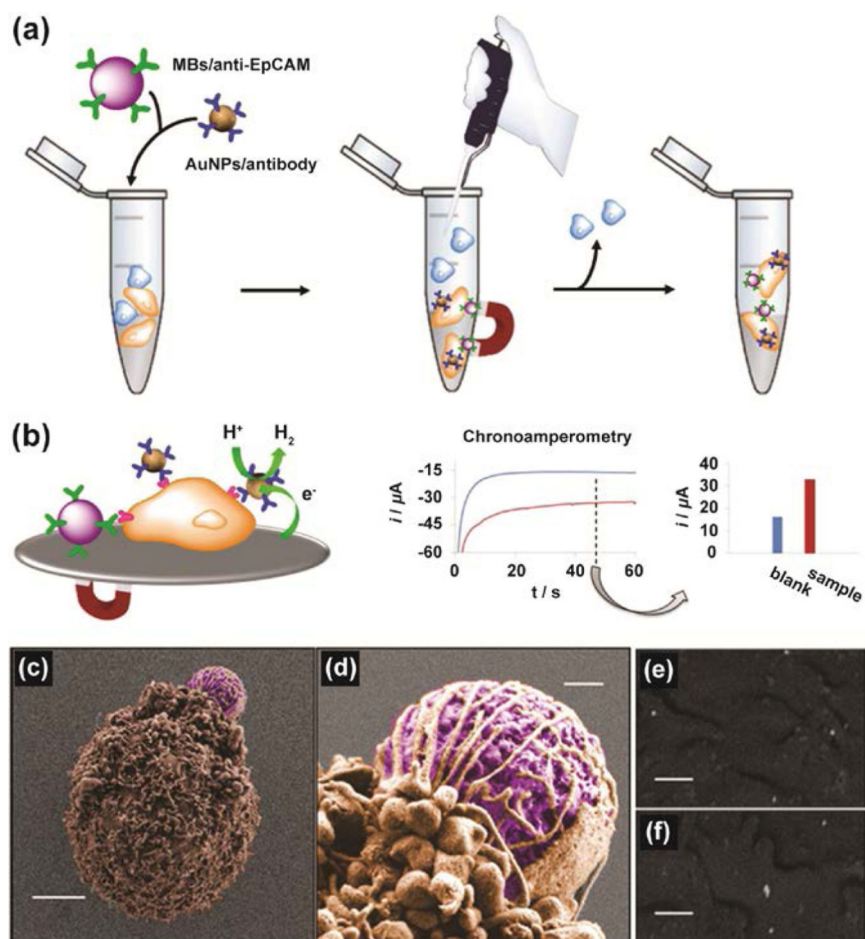 (a)
MBs/anti-EpCAM
AuNPs/antibody
(b)
H+
H2
e-
Chronoamperometry
i / µA
-15
-30
-45
-60
0
20
40
60
t / s
i / µA
40
30
20
10
0
blank
sample
(c)
(d)
(e)
(f)